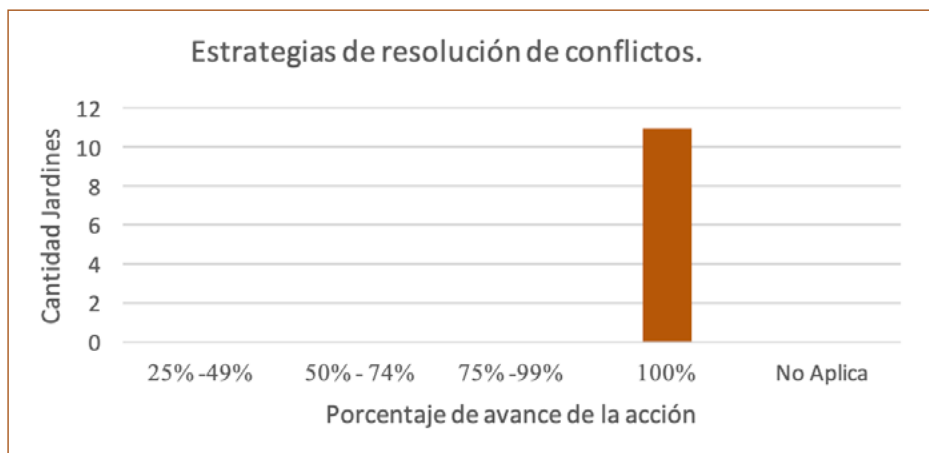 Estrategias de resolución de conflictos.
12
10
8
6
4
2
0
Cantidad Jardines
25% -49% 50% - 74% 75% -99% 100% No Aplica
Porcentaje de avance de la acción